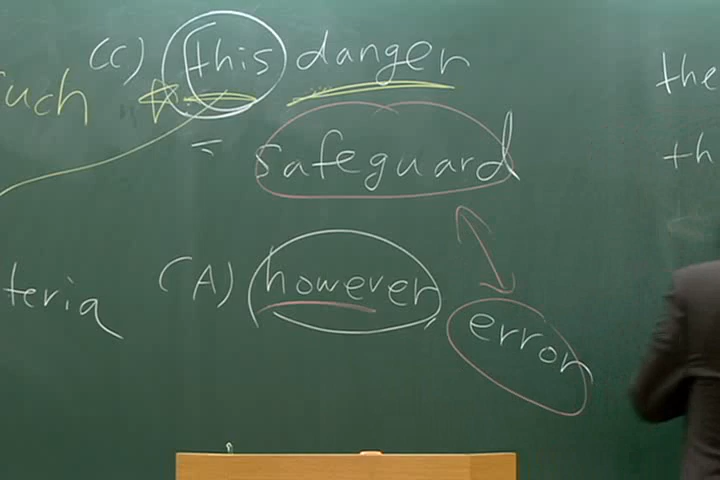 (C) this danger
such
= safeguard
the
th
teria (A) however
error